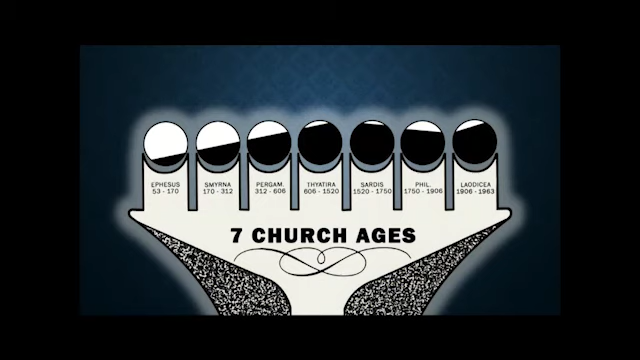 EPHESUS
53 - 170
SMYRNA
170 - 312
PERGAM.
312 - 606
THYATIRA
606 - 1520
SARDIS
1520 - 1750
PHIL.
1750 - 1906
LAODICEA
1906 - 1963
7 CHURCH AGES